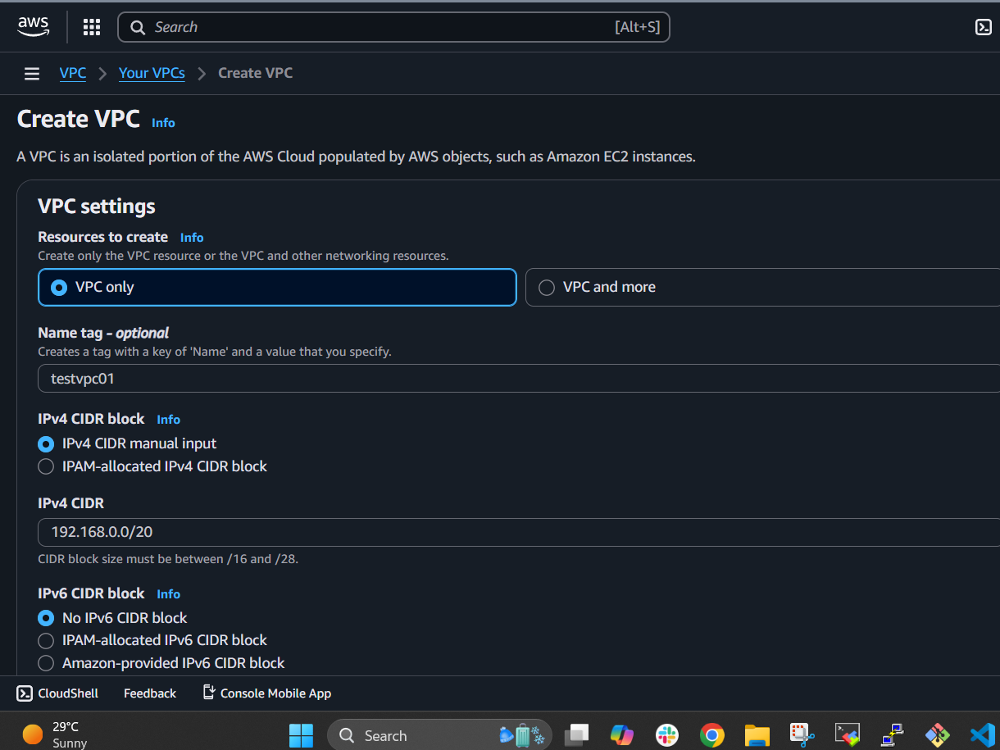 aws
Search [Alt+S]
VPC Your VPCs Create VPC
Create VPC Info
A VPC is an isolated portion of the AWS Cloud populated by AWS objects, such as Amazon EC2 instances.
VPC settings
Resources to create Info
Create only the VPC resource or the VPC and other networking resources.
VPC only VPC and more
Name tag - optional
Creates a tag with a key of 'Name' and a value that you specify.
testvpc01
IPv4 CIDR block Info
IPv4 CIDR manual input
IPAM-allocated IPv4 CIDR block
IPv4 CIDR
192.168.0.0/20
CIDR block size must be between /16 and /28.
IPv6 CIDR block Info
No IPv6 CIDR block
IPAM-allocated IPv6 CIDR block
Amazon-provided IPv6 CIDR block
CloudShell Feedback Console Mobile App
29°C
Sunny
Search